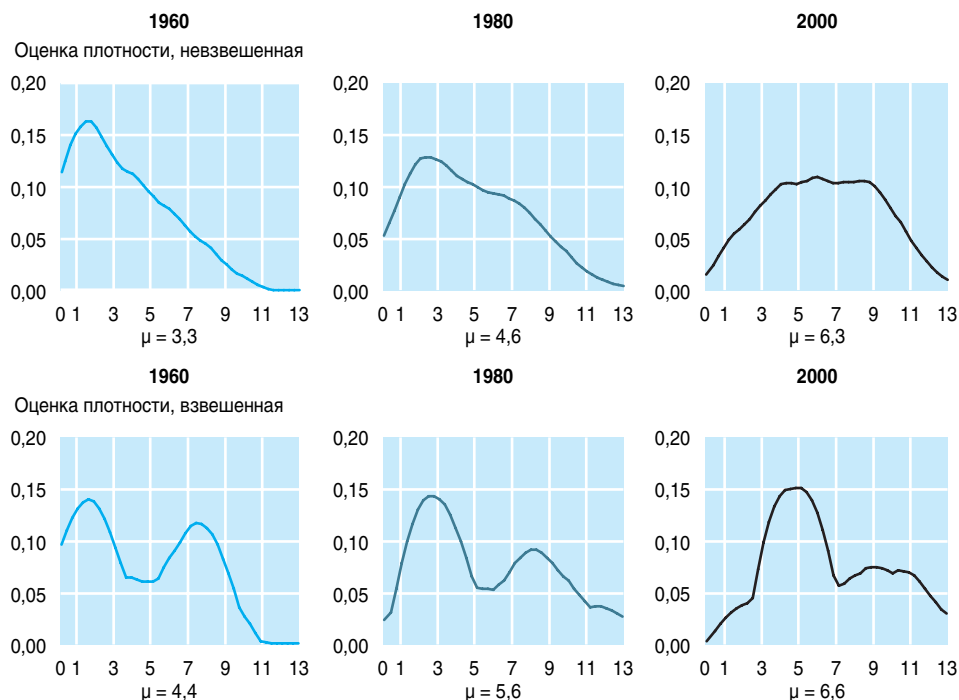 1960 1980 2000
Оценка плотности, невзвешенная
0,20 0,20 0,20
0,15 0,15 0,15
0,10 0,10 0,10
0,05 0,05 0,05
0,00 0,00 0,00
0 1 3 5 7 9 11 13 0 1 3 5 7 9 11 13 0 1 3 5 7 9 11 13
μ = 3,3 μ = 4,6 μ = 6,3
1960 1980 2000
Оценка плотности, взвешенная
0,20 0,20 0,20
0,15 0,15 0,15
0,10 0,10 0,10
0,05 0,05 0,05
0,00 0,00 0,00
0 1 3 5 7 9 11 13 0 1 3 5 7 9 11 13 0 1 3 5 7 9 11 13
μ = 4,4 μ = 5,6 μ = 6,6